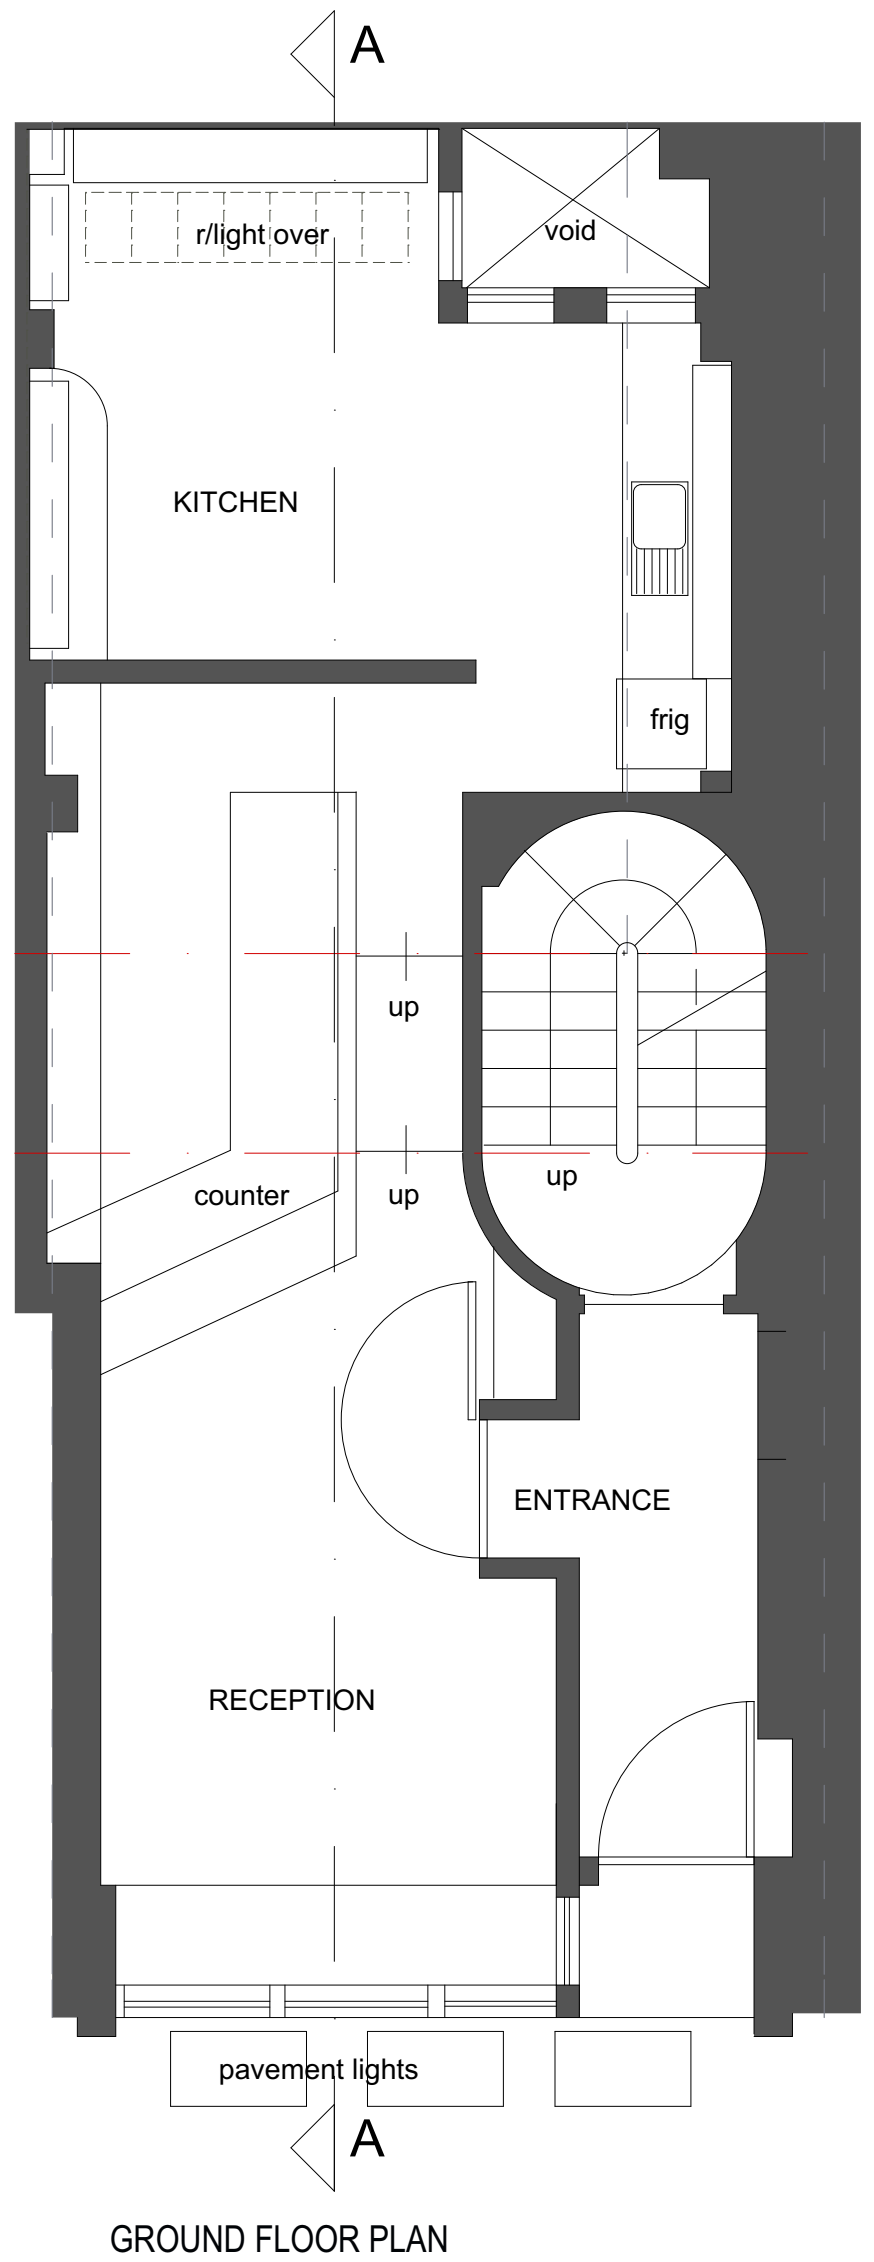 A
r/light over
void
KITCHEN
frig
up
up
up
counter
ENTRANCE
RECEPTION
pavement lights
A
GROUND FLOOR PLAN